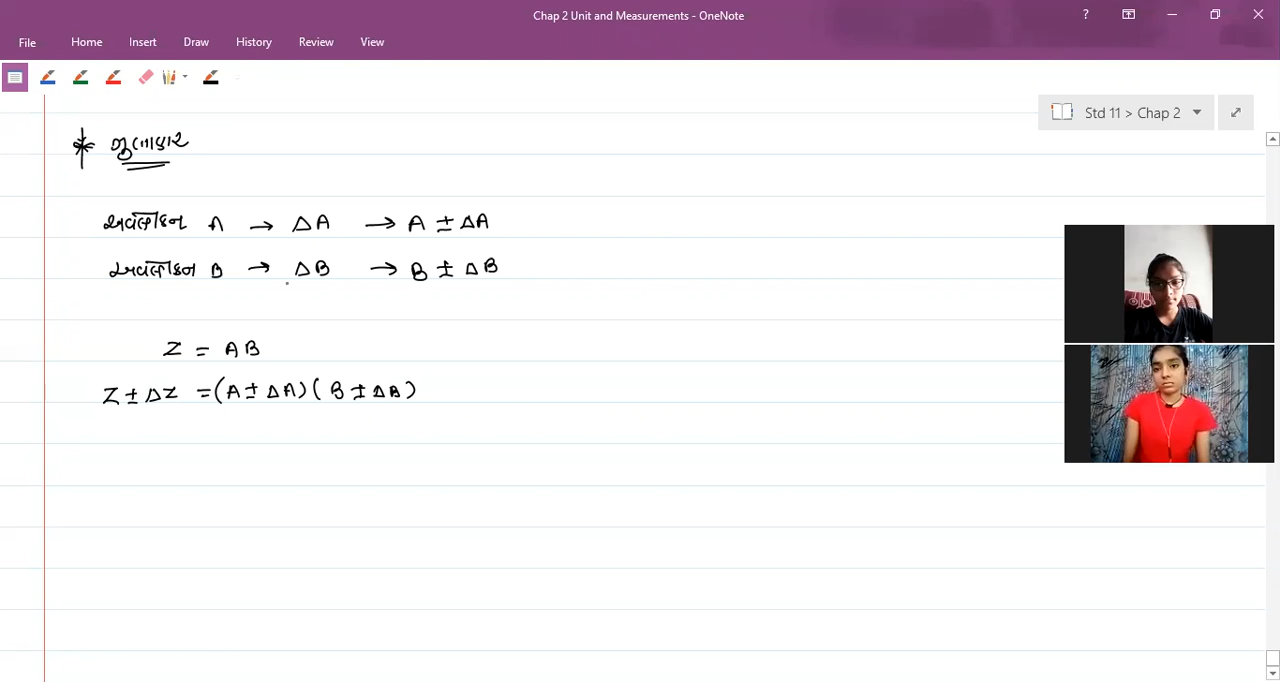 Chap 2 Unit and Measurements - OneNote
File Home Insert Draw History Review View
Std 11 > Chap 2
* ગુણાકાર
અવલોકન A → ΔA → A ± ΔA
અવલોકન B → ΔB → B ± ΔB
Z = AB
Z ± ΔZ = (A ± ΔA) ( B ± ΔB )